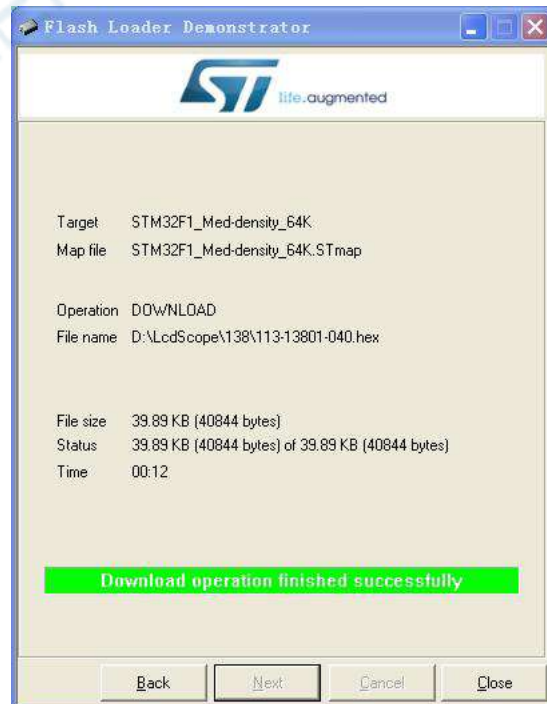 Flash Loader Demonstrator
ST life.augmented
Target STM32F1_Med-density_64K
Map file STM32F1_Med-density_64K.STmap
Operation DOWNLOAD
File name D:\LcdScope\138\113-13801-040.hex
File size 39.89 KB (40844 bytes)
Status 39.89 KB (40844 bytes) of 39.89 KB (40844 bytes)
Time 00:12
Download operation finished successfully
Back Next Cancel Close